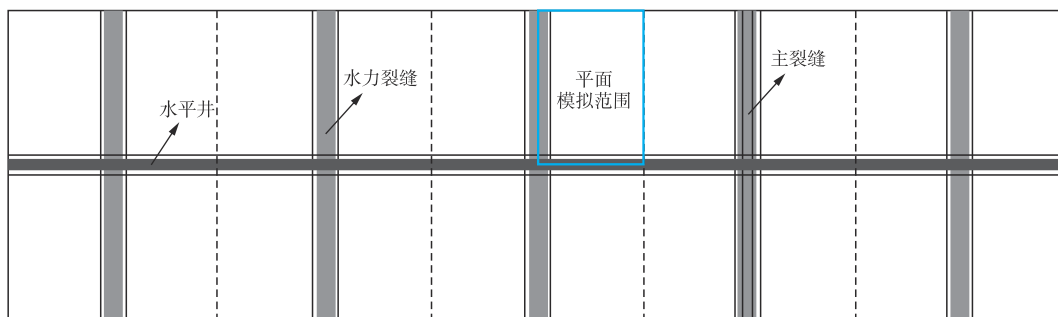 水平井
水力裂缝
平面
模拟范围
主裂缝